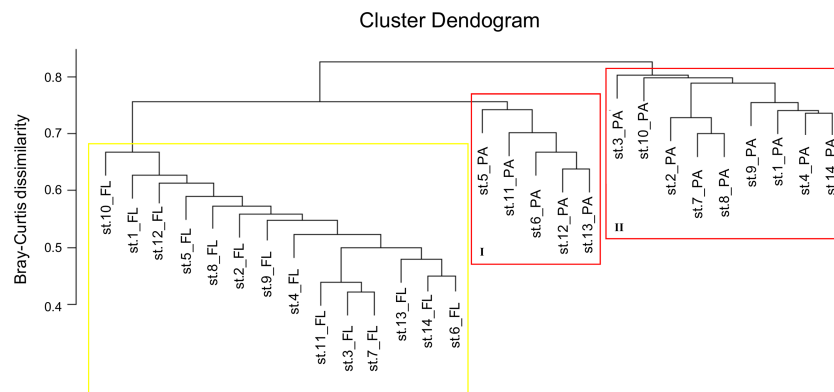 Cluster Dendogram
Bray-Curtis dissimilarity
0.8
0.7
0.6
0.5
0.4
st.10_FL
st.1_FL
st.12_FL
st.5_FL
st.8_FL
st.2_FL
st.9_FL
st.4_FL
st.11_FL
st.3_FL
st.7_FL
st.13_FL
st.14_FL
st.6_FL
st.5_PA
st.11_PA
st.6_PA
st.12_PA
st.13_PA
I
st.3_PA
st.10_PA
st.2_PA
st.7_PA
st.8_PA
st.9_PA
st.1_PA
st.4_PA
st.14_PA
II